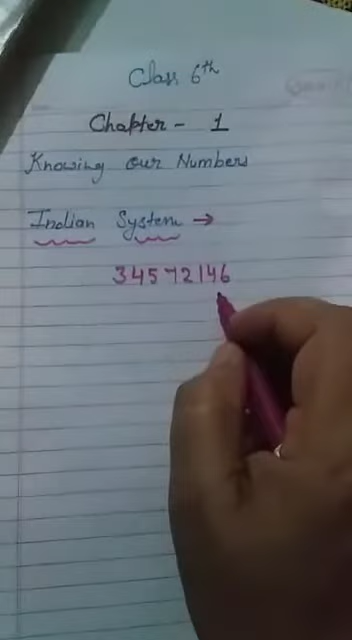 Class 6th
Chapter - 1
Knowing our Numbers
Indian System →
34572146